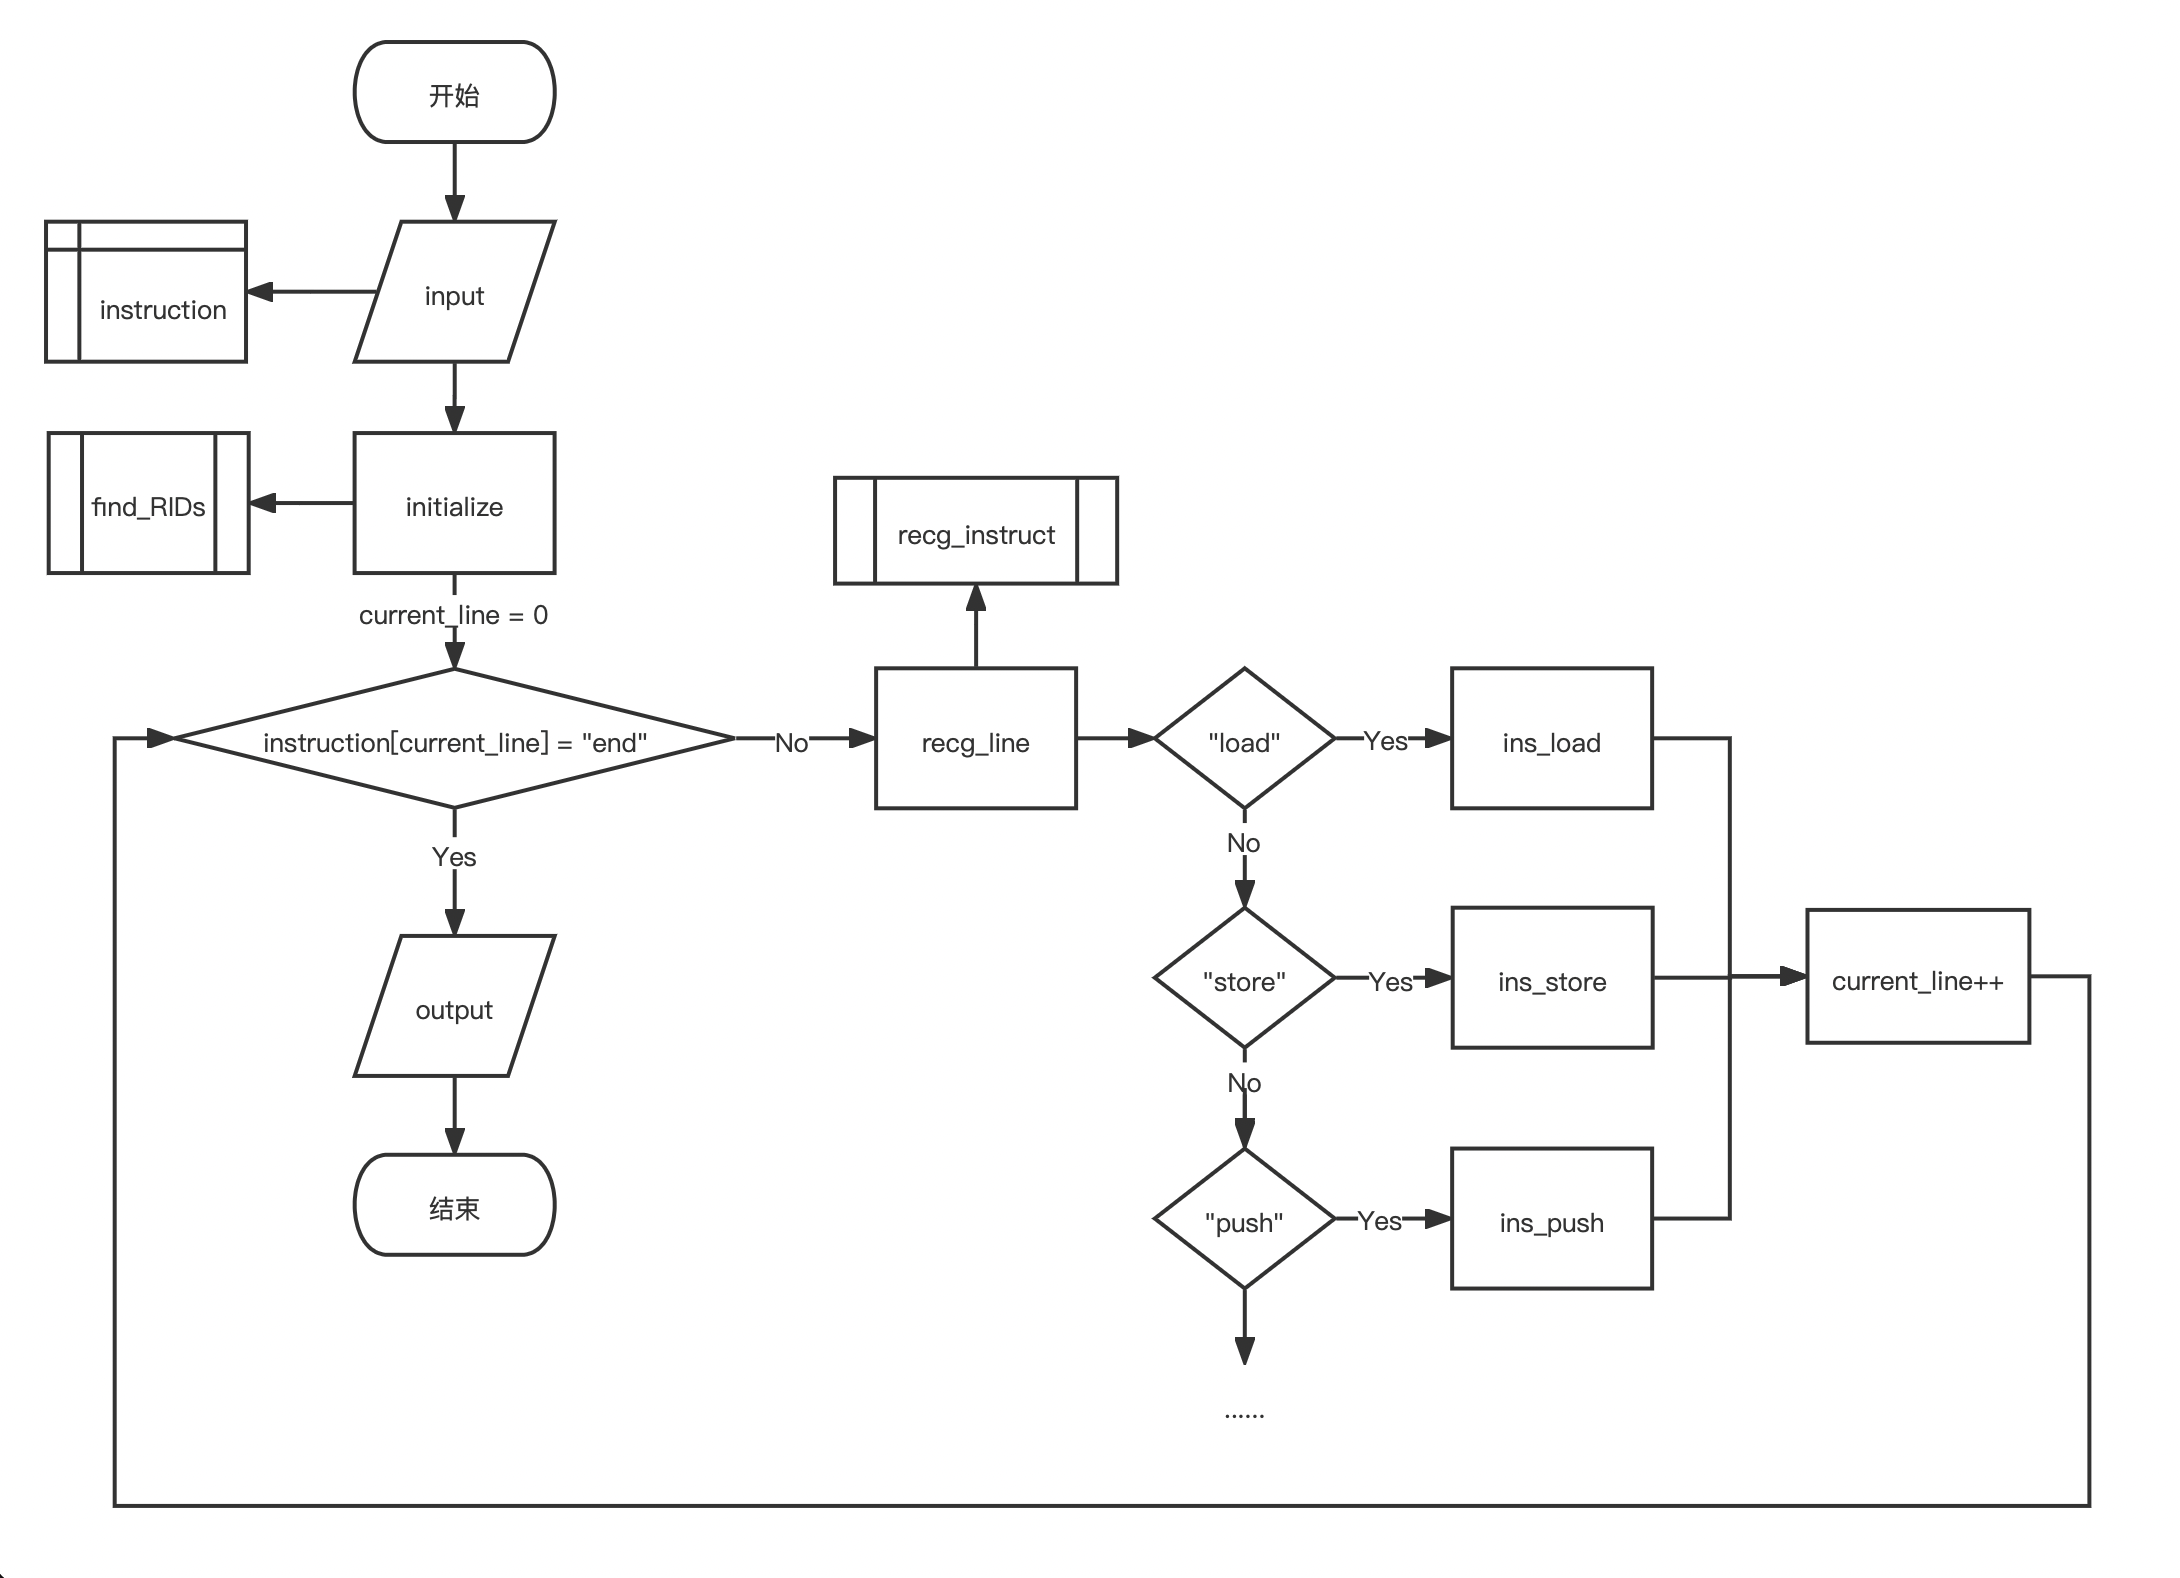 开始
instruction
input
find_RIDs
initialize
recg_instruct
current_line = 0
instruction[current_line] = "end"
No
recg_line
"load"
Yes
ins_load
No
Yes
"store"
Yes
ins_store
current_line++
output
No
结束
"push"
Yes
ins_push
......